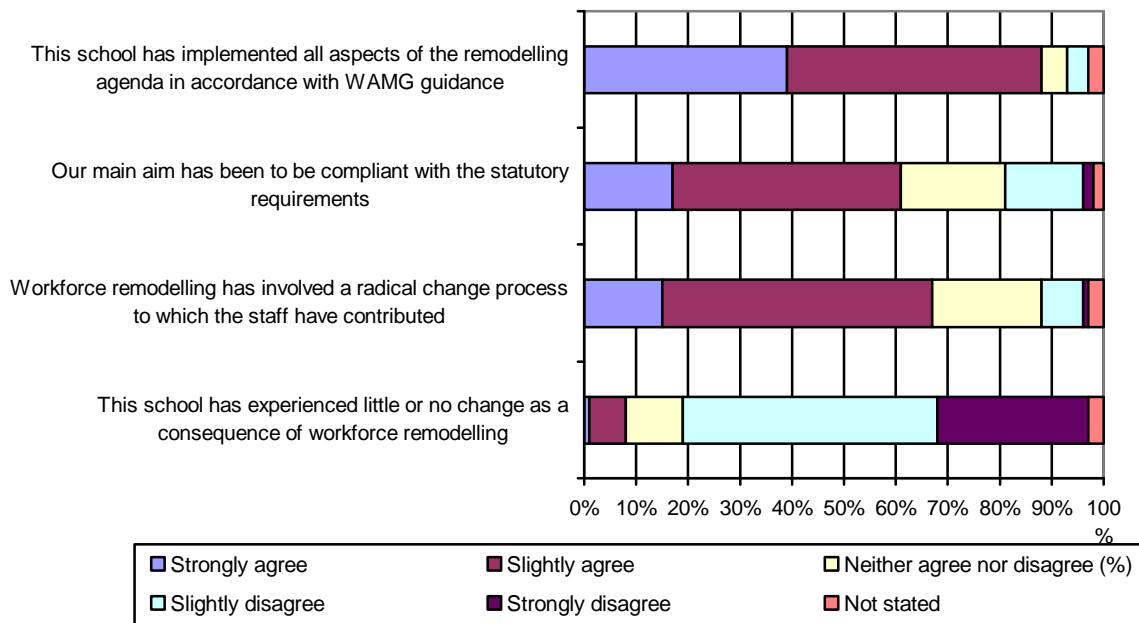 This school has implemented all aspects of the remodelling
agenda in accordance with WAMG guidance
Our main aim has been to be compliant with the statutory
requirements
Workforce remodelling has involved a radical change process
to which the staff have contributed
This school has experienced little or no change as a
consequence of workforce remodelling
0% 10% 20% 30% 40% 50% 60% 70% 80% 90% 100
%
Strongly agree Slightly agree Neither agree nor disagree (%)
Slightly disagree Strongly disagree Not stated